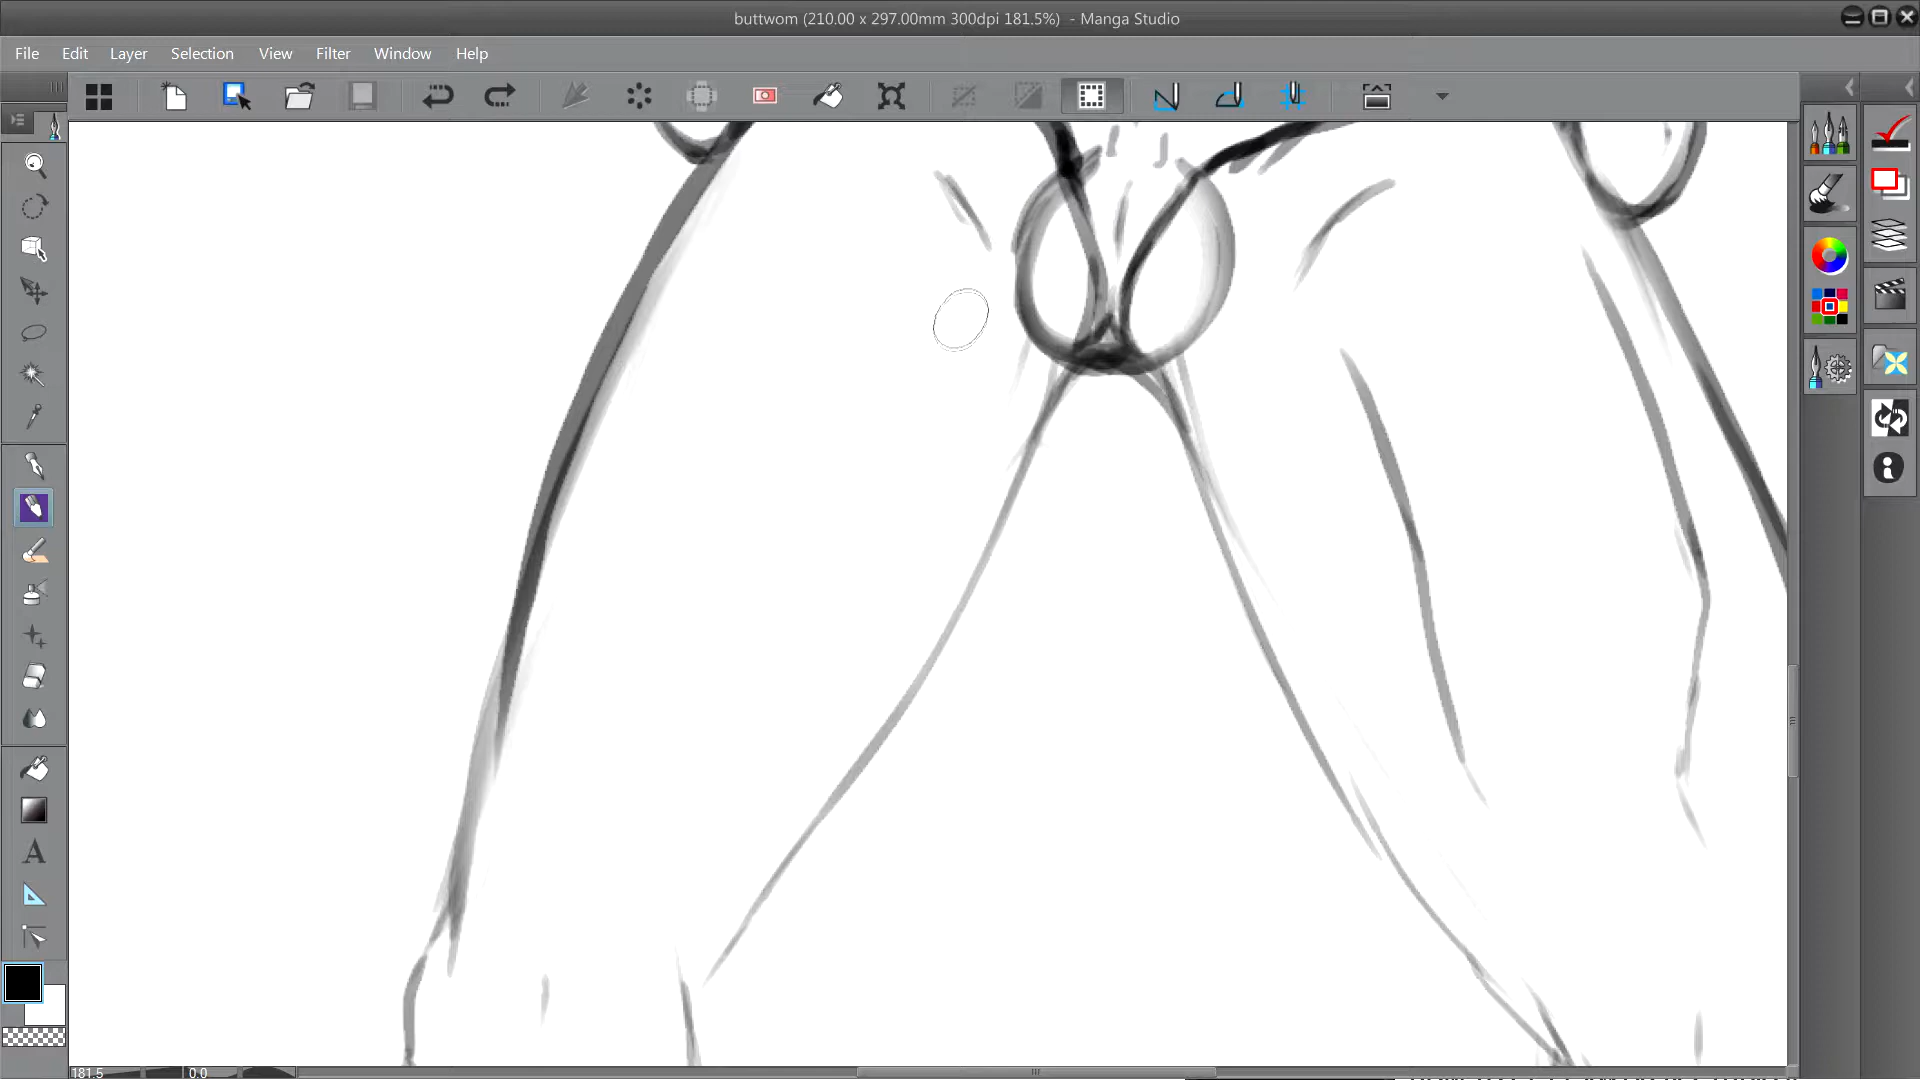 buttwom (210.00 x 297.00mm 300dpi 181.5%) - Manga Studio
File Edit Layer Selection View Filter Window Help
181.5 0.0